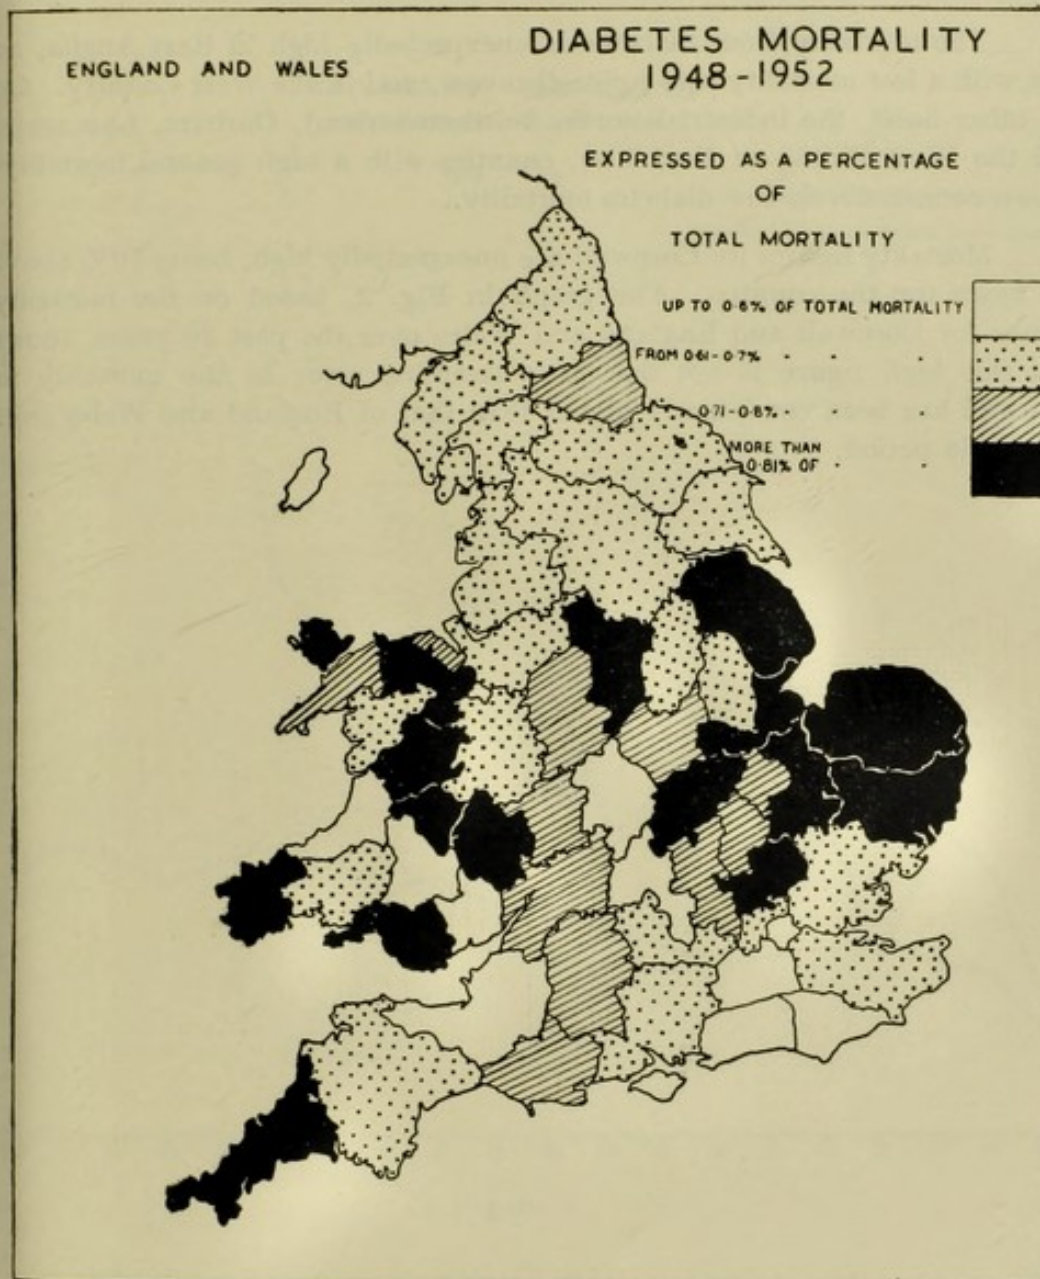 ENGLAND AND WALES
DIABETES MORTALITY
1948-1952
EXPRESSED AS A PERCENTAGE
OF
TOTAL MORTALITY
UP TO 0·6% OF TOTAL MORTALITY
FROM 0·61-0·7% " " "
0·71-0·8% "
MORE THAN
0·81% OF " "